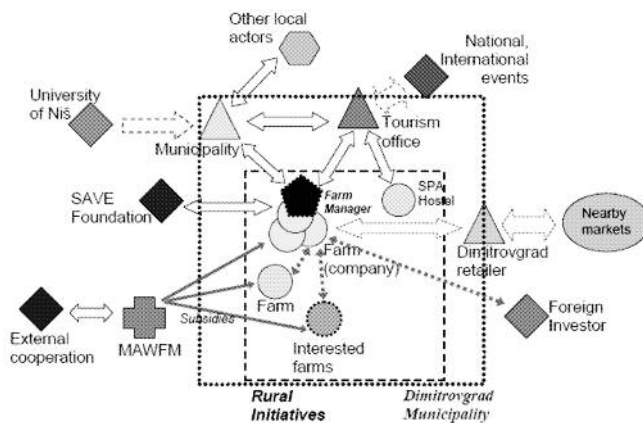 Other local
actors
National,
International
events
University
of Niš
Municipality
Tourism
office
SAVE
Foundation
Farm
Manager
SPA
Hostel
Nearby
markets
Dimitrovgrad
retailer
Farm
(company)
Farm
Subsidies
External
cooperation
MAWFM
Interested
farms
Foreign
Investor
Rural
Initiatives
Dimitrovgrad
Municipality